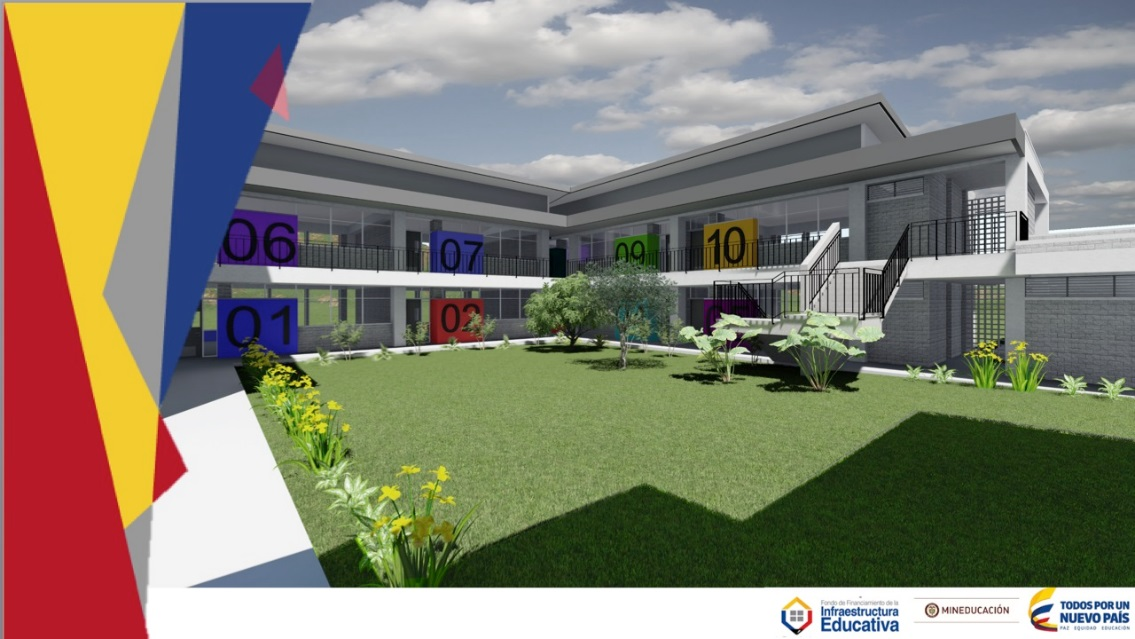 06
07
09
10
01
02
Fondo de Financiamiento de la
Infraestructura
Educativa
MINEDUCACIÓN
TODOS POR UN
NUEVO PAÍS
PAZ EQUIDAD EDUCACIÓN